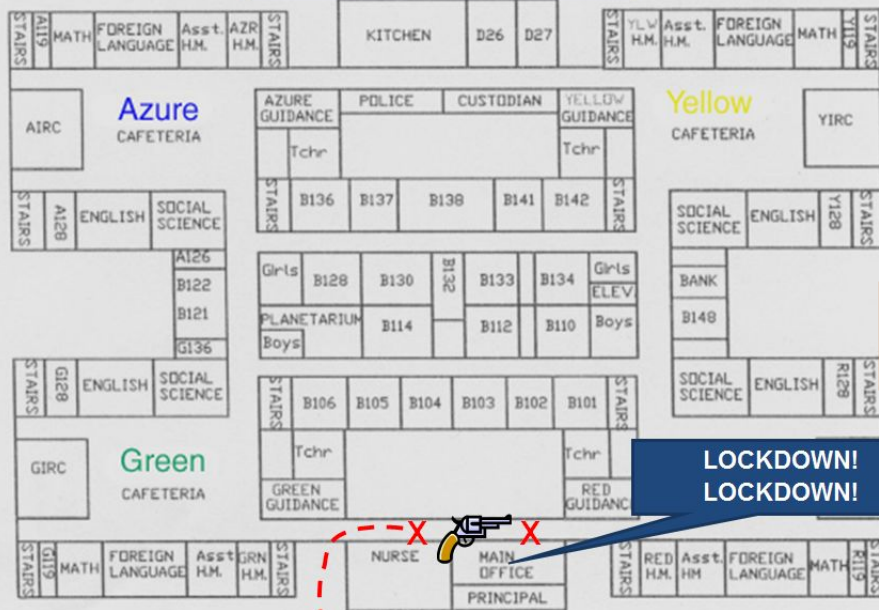 STAIRS A119 MATH FOREIGN LANGUAGE Asst. H.M. AZR H.M. STAIRS
KITCHEN D26 D27
STAIRS YLW H.M. Asst. H.M. FOREIGN LANGUAGE MATH Y119 STAIRS
AIRC
Azure
CAFETERIA
AZURE GUIDANCE POLICE CUSTODIAN YELLOW GUIDANCE
Tchr Tchr
Yellow
CAFETERIA
YIRC
STAIRS A128 ENGLISH SOCIAL SCIENCE
STAIRS B136 B137 B138 B141 B142 STAIRS
SOCIAL SCIENCE ENGLISH Y128 STAIRS
A126
B122
B121
G136
Girls B128 B130 B132 B133 B134 Girls
ELEV.
PLANETARIUM B114 B112 B110 Boys
Boys
BANK
B148
STAIRS G128 ENGLISH SOCIAL SCIENCE
STAIRS B106 B105 B104 B103 B102 B101 STAIRS
SOCIAL SCIENCE ENGLISH R128 STAIRS
GIRC
Green
CAFETERIA
Tchr Tchr
GREEN GUIDANCE RED GUIDANC
LOCKDOWN!
LOCKDOWN!
X X
STAIRS G119 MATH FOREIGN LANGUAGE Asst H.M. GRN H.M. STAIRS
NURSE MAIN OFFICE
PRINCIPAL
STAIRS RED H.M. Asst. HM FOREIGN LANGUAGE MATH R119 STAIRS